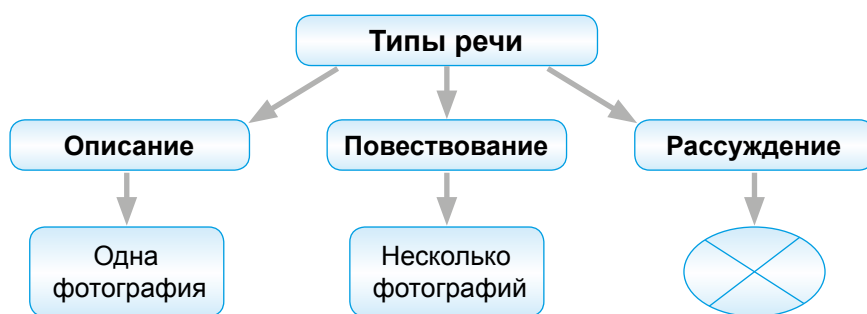 Типы речи
Описание
Повествование
Рассуждение
Одна
фотография
Несколько
фотографий